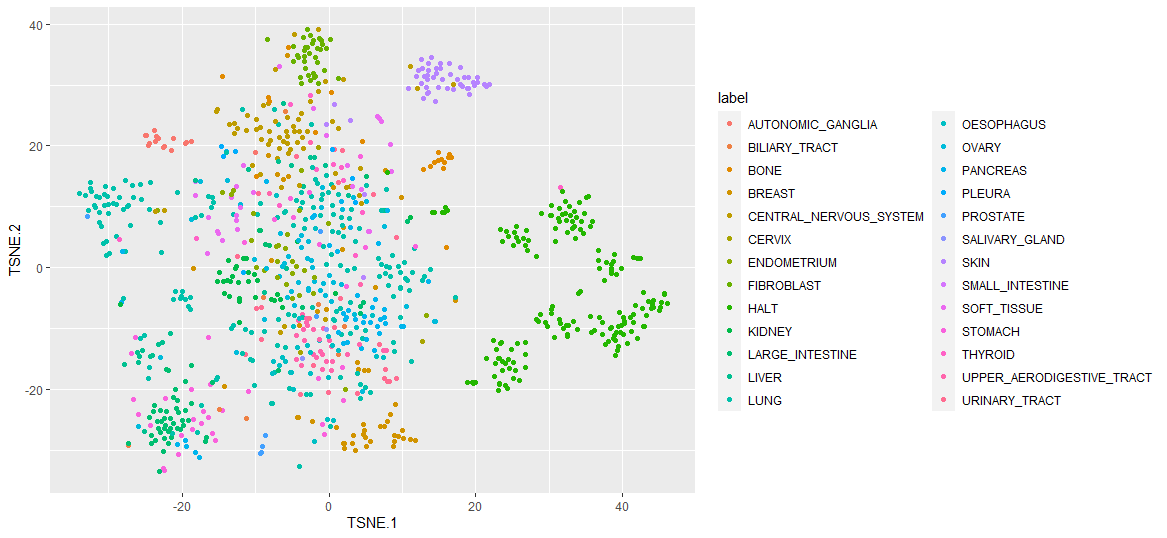 40
20
0
-20
TSNE.2
-20
0
20
40
TSNE.1
label
AUTONOMIC_GANGLIA
BILIARY_TRACT
BONE
BREAST
CENTRAL_NERVOUS_SYSTEM
CERVIX
ENDOMETRIUM
FIBROBLAST
HALT
KIDNEY
LARGE_INTESTINE
LIVER
LUNG
OESOPHAGUS
OVARY
PANCREAS
PLEURA
PROSTATE
SALIVARY_GLAND
SKIN
SMALL_INTESTINE
SOFT_TISSUE
STOMACH
THYROID
UPPER_AERODIGESTIVE_TRACT
URINARY_TRACT